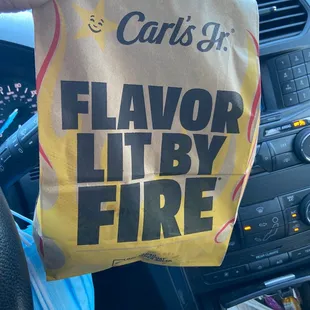 Carl's Jr.
FLAVOR
LIT BY
FIRE